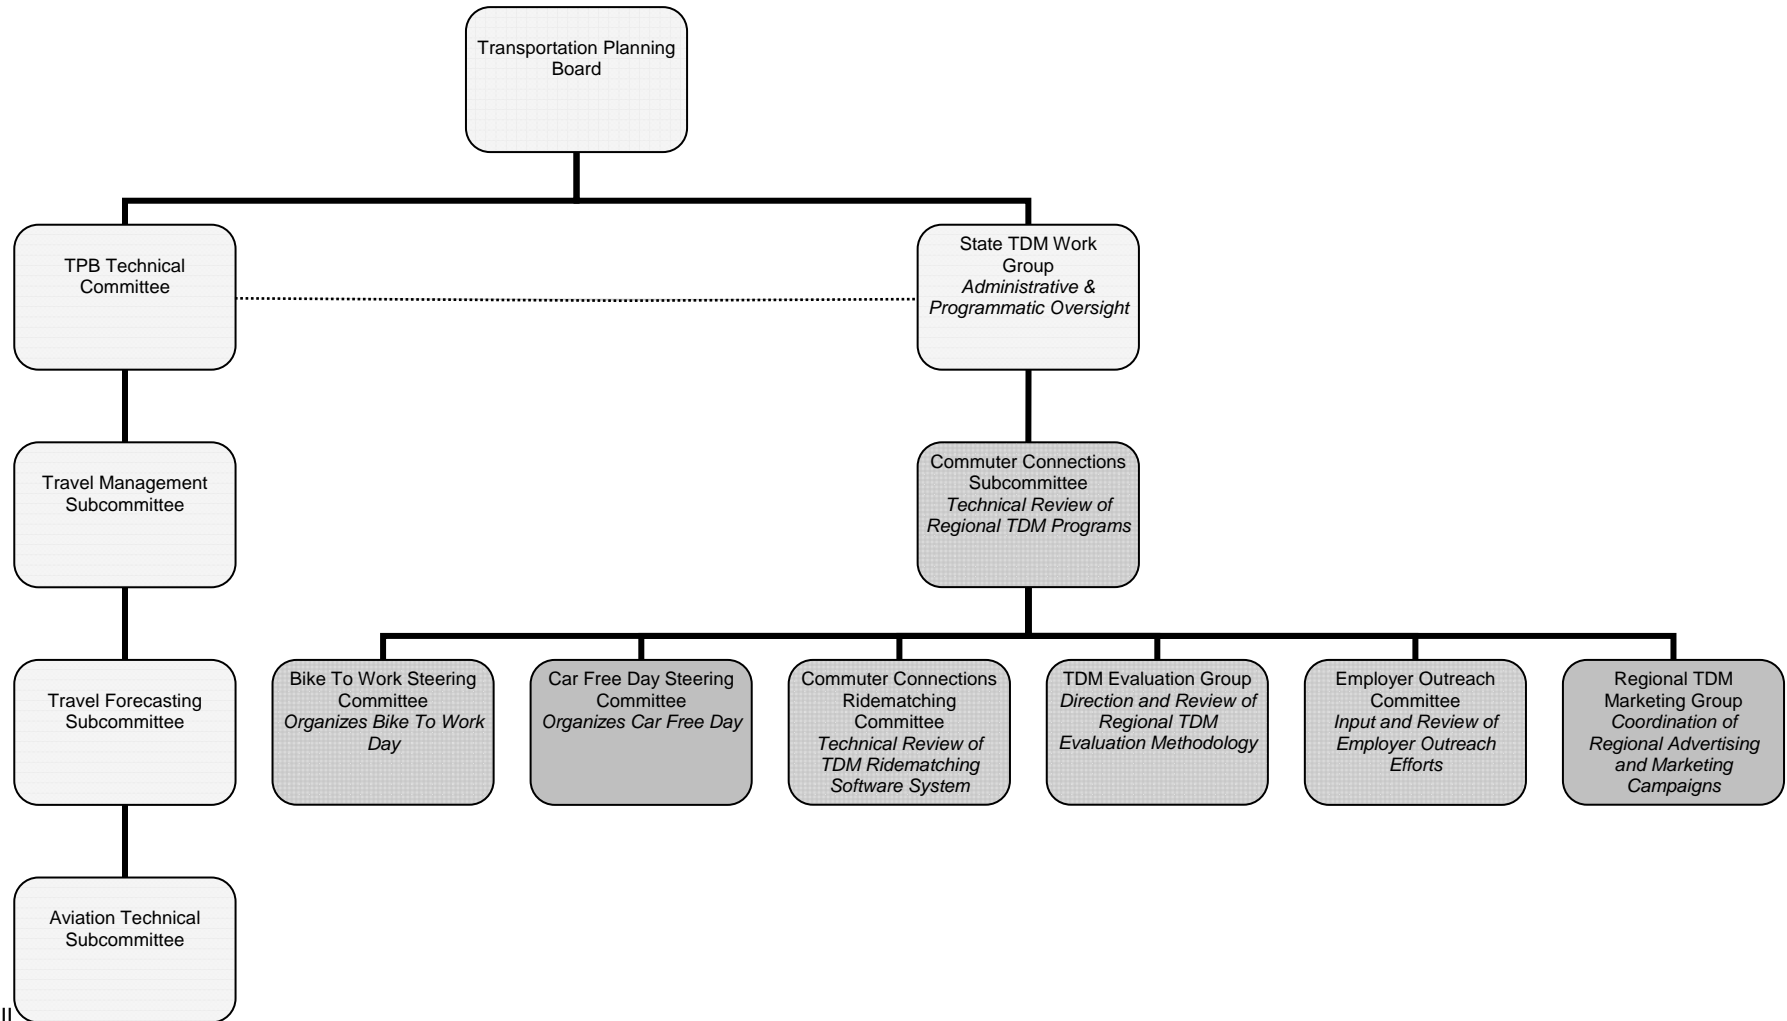 Transportation Planning
Board
TPB Technical
Committee
State TDM Work
Group
Administrative &
Programmatic Oversight
Travel Management
Subcommittee
Commuter Connections
Subcommittee
Technical Review of
Regional TDM Programs
Travel Forecasting
Subcommittee
Bike To Work Steering
Committee
Organizes Bike To Work
Day
Car Free Day Steering
Committee
Organizes Car Free Day
Commuter Connections
Ridematching
Committee
Technical Review of
TDM Ridematching
Software System
TDM Evaluation Group
Direction and Review of
Regional TDM
Evaluation Methodology
Employer Outreach
Committee
Input and Review of
Employer Outreach
Efforts
Regional TDM
Marketing Group
Coordination of
Regional Advertising
and Marketing
Campaigns
Aviation Technical
Subcommittee